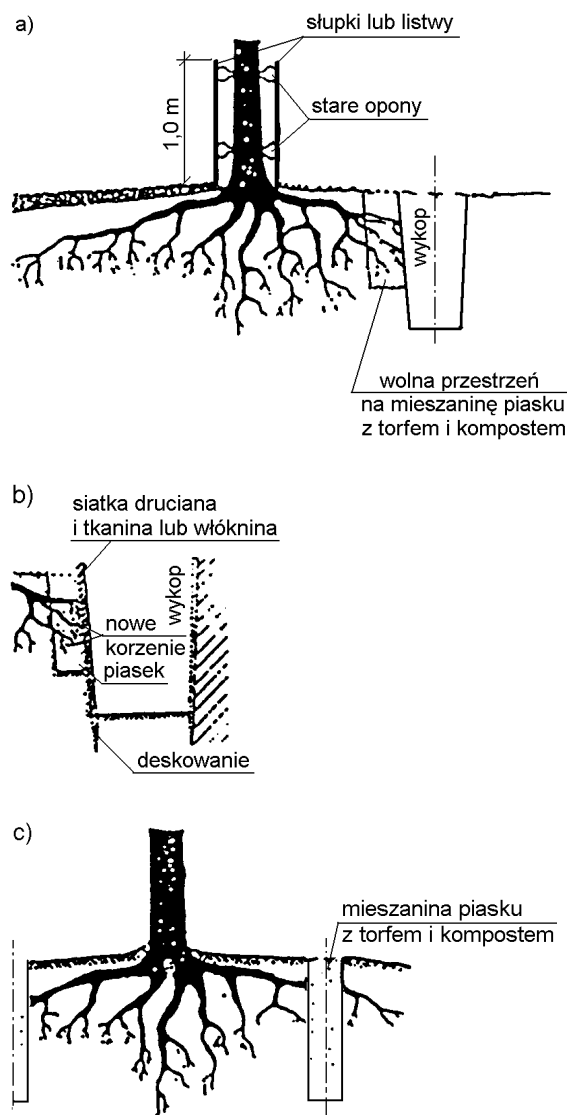 a)
słupki lub listwy
stare opony
1,0 m
wykop
wolna przestrzeń
na mieszaninę piasku
z torfem i kompostem
b)
siatka druciana
i tkanina lub włóknina
wykop
nowe
korzenie
piasek
deskowanie
c)
mieszanina piasku
z torfem i kompostem